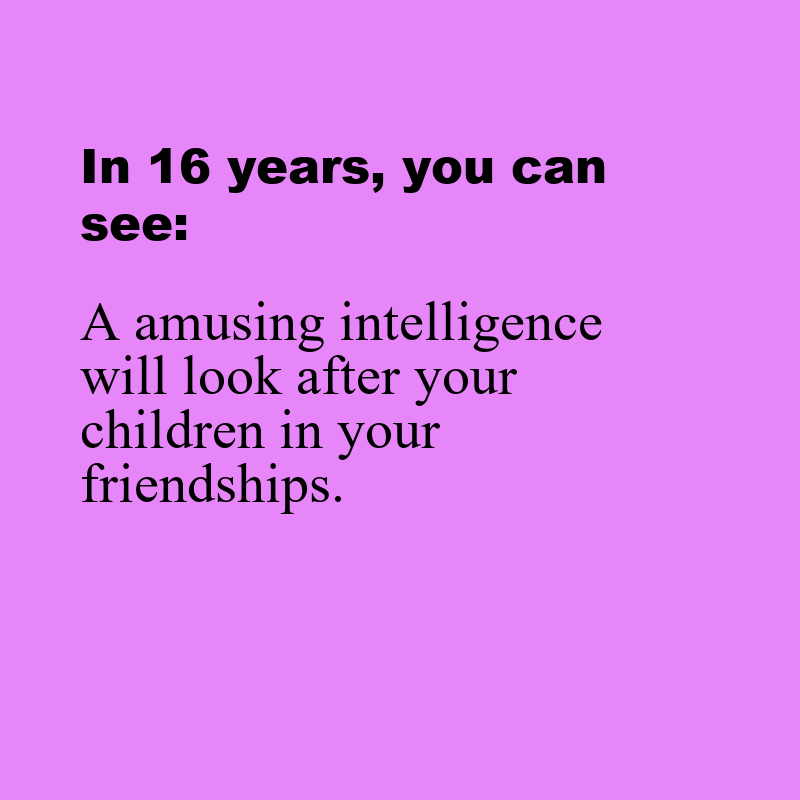 In 16 years, you can
see:
A amusing intelligence
will look after your
children in your
friendships.